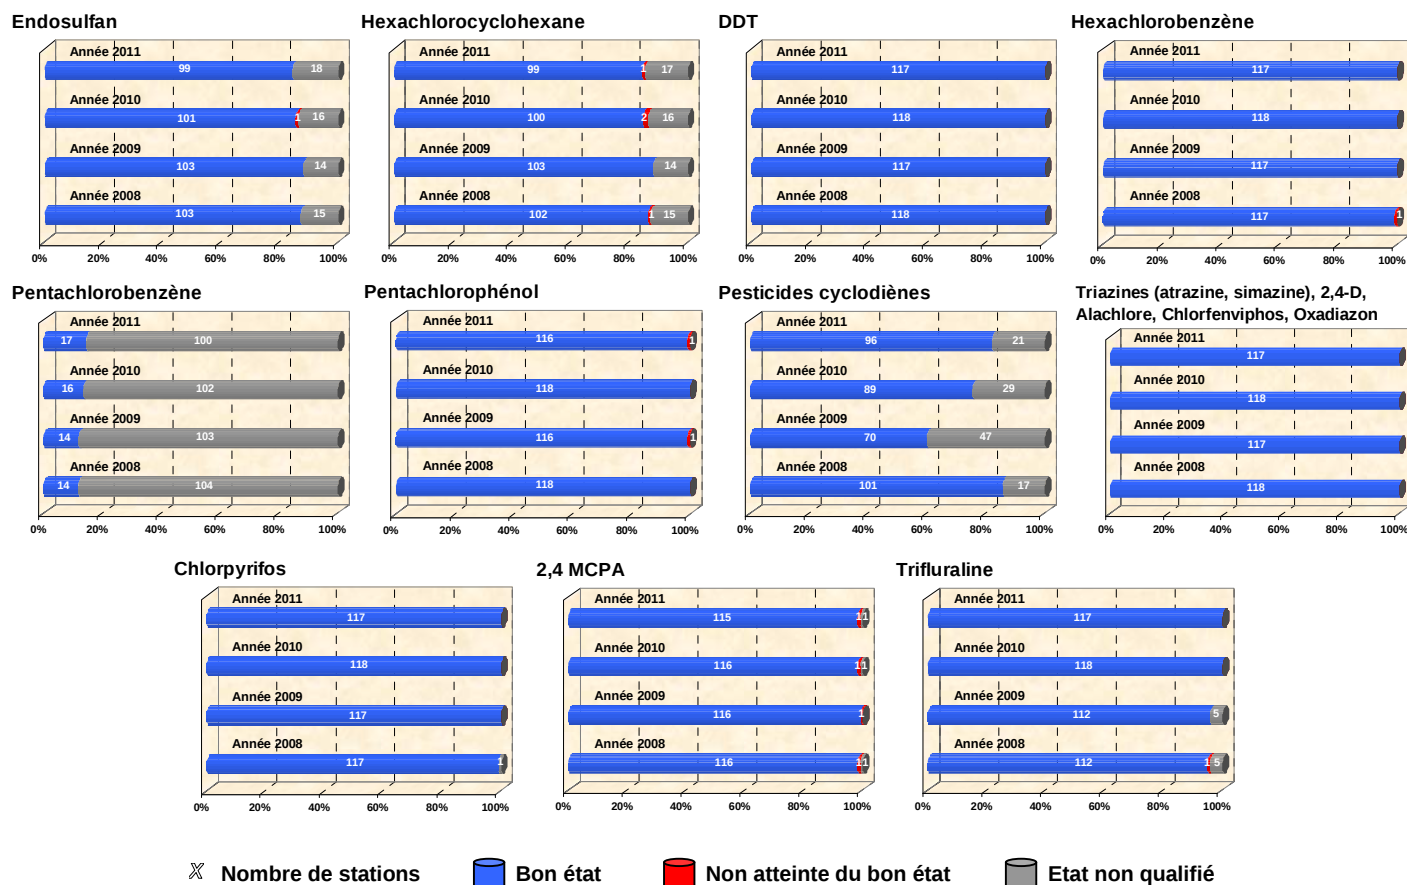 Endosulfan
Année 2011
99 18
Année 2010
101 1 16
Année 2009
103 14
Année 2008
103 15
0% 20% 40% 60% 80% 100%
Hexachlorocyclohexane
Année 2011
99 1 17
Année 2010
100 2 16
Année 2009
103 14
Année 2008
102 1 15
0% 20% 40% 60% 80% 100%
DDT
Année 2011
117
Année 2010
118
Année 2009
117
Année 2008
118
0% 20% 40% 60% 80% 100%
Hexachlorobenzène
Année 2011
117
Année 2010
118
Année 2009
117
Année 2008
117 1
0% 20% 40% 60% 80% 100%
Pentachlorobenzène
Année 2011
17 100
Année 2010
16 102
Année 2009
14 103
Année 2008
14 104
0% 20% 40% 60% 80% 100%
Pentachlorophénol
Année 2011
116 1
Année 2010
118
Année 2009
116 1
Année 2008
118
0% 20% 40% 60% 80% 100%
Pesticides cyclodiènes
Année 2011
96 21
Année 2010
89 29
Année 2009
70 47
Année 2008
101 17
0% 20% 40% 60% 80% 100%
Triazines (atrazine, simazine), 2,4-D,
Alachlore, Chlorfenviphos, Oxadiazon
Année 2011
117
Année 2010
118
Année 2009
117
Année 2008
118
0% 20% 40% 60% 80% 100%
Chlorpyrifos
Année 2011
117
Année 2010
118
Année 2009
117
Année 2008
117 1
0% 20% 40% 60% 80% 100%
2,4 MCPA
Année 2011
115 1 1
Année 2010
116 1 1
Année 2009
116 1
Année 2008
116 1 1
0% 20% 40% 60% 80% 100%
Trifluraline
Année 2011
117
Année 2010
118
Année 2009
112 5
Année 2008
112 1 5
0% 20% 40% 60% 80% 100%
X Nombre de stations Bon état Non atteinte du bon état Etat non qualifié